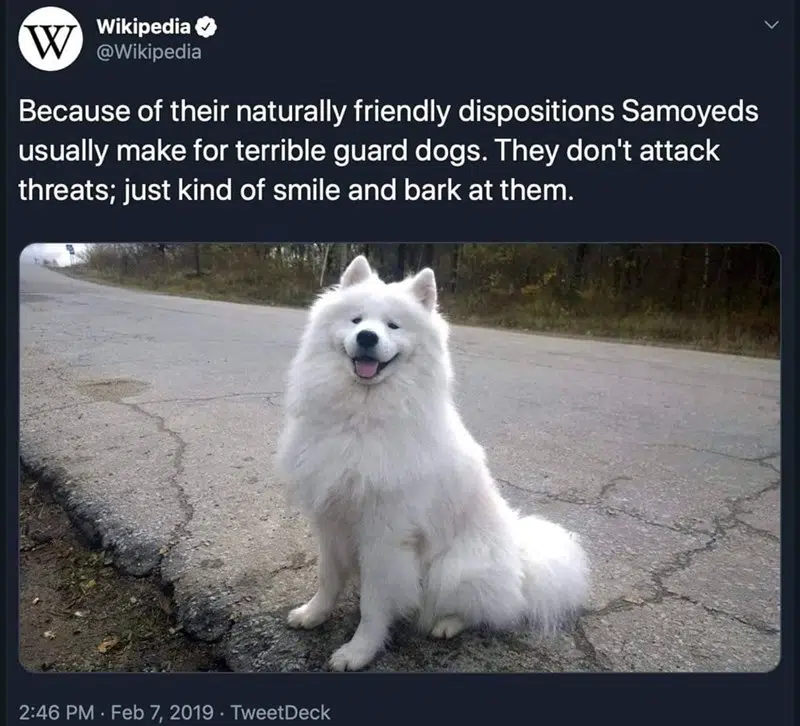 Wikipedia
@Wikipedia
Because of their naturally friendly dispositions Samoyeds
usually make for terrible guard dogs. They don't attack
threats; just kind of smile and bark at them.
2:46 PM · Feb 7, 2019 · TweetDeck